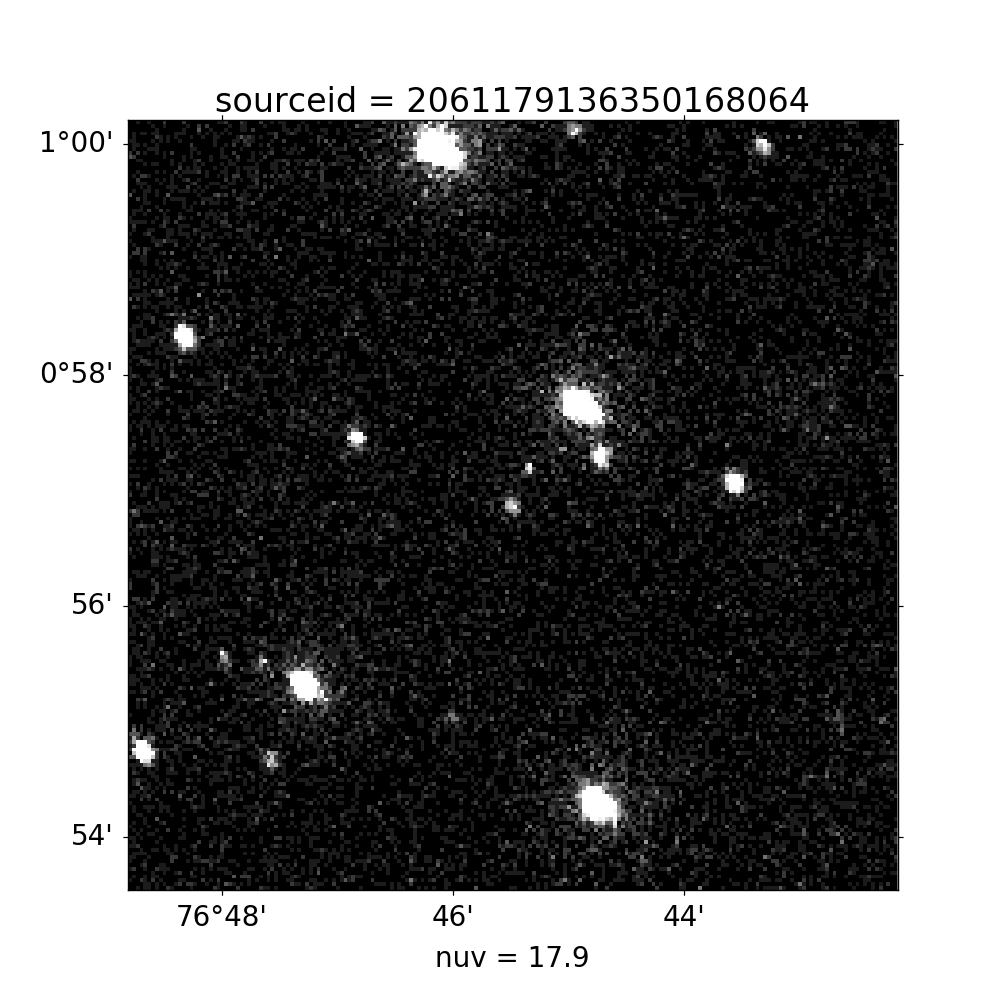 sourceid = 2061179136350168064
1°00'
0°58'
56'
54'
76°48' 46' 44'
nuv = 17.9